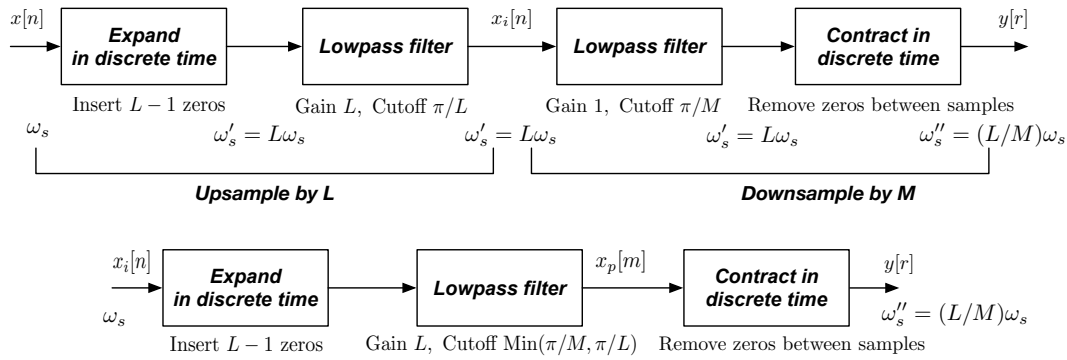 x[n]
Expand
in discrete time
Lowpass filter
x_i[n]
Lowpass filter
Contract in
discrete time
y[r]
Insert L − 1 zeros
Gain L, Cutoff π/L
Gain 1, Cutoff π/M
Remove zeros between samples
ω_s
ω′_s = Lω_s
ω′_s = Lω_s
ω′_s = Lω_s
ω″_s = (L/M)ω_s
Upsample by L
Downsample by M
x_i[n]
Expand
in discrete time
Lowpass filter
x_p[m]
Contract in
discrete time
y[r]
ω_s
ω″_s = (L/M)ω_s
Insert L − 1 zeros
Gain L, Cutoff Min(π/M, π/L)
Remove zeros between samples